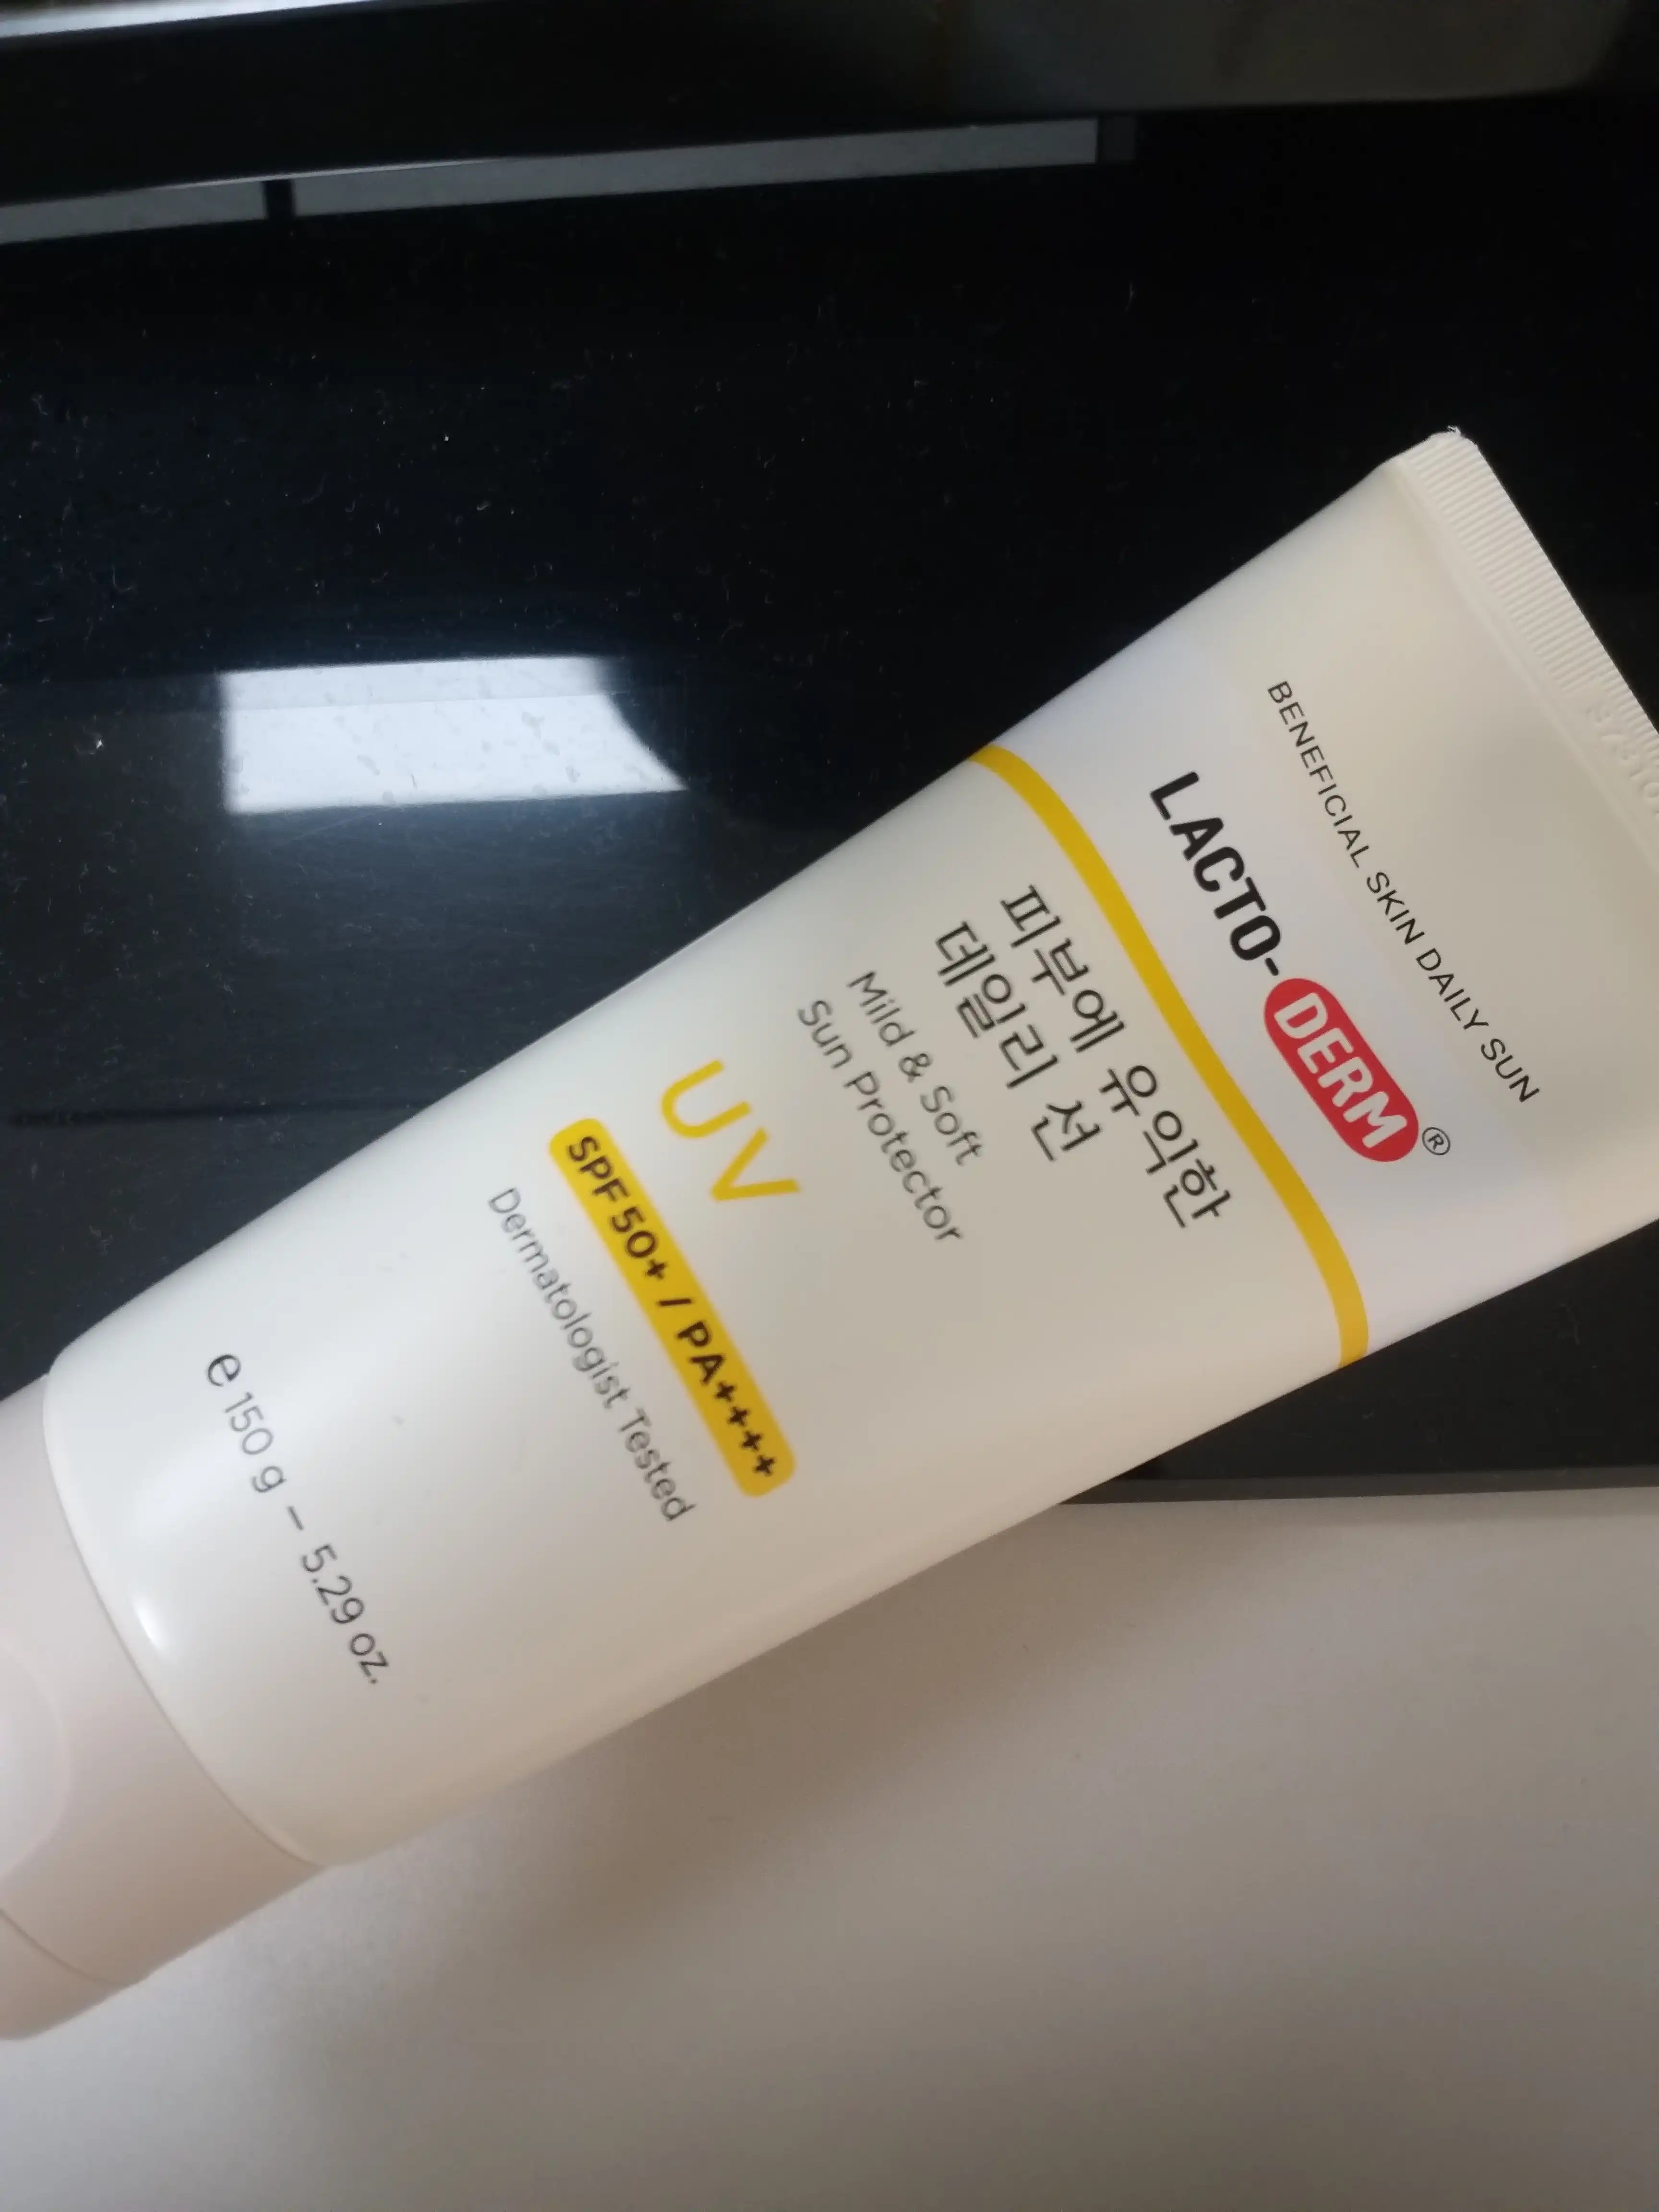 BENEFICIAL SKIN DAILY SUN
LACTO-DERM®
피부에 유익한
데일리 선
Mild & Soft
Sun Protector
UV
SPF 50+ / PA++++
Dermatologist Tested
e 150 g – 5.29 oz.